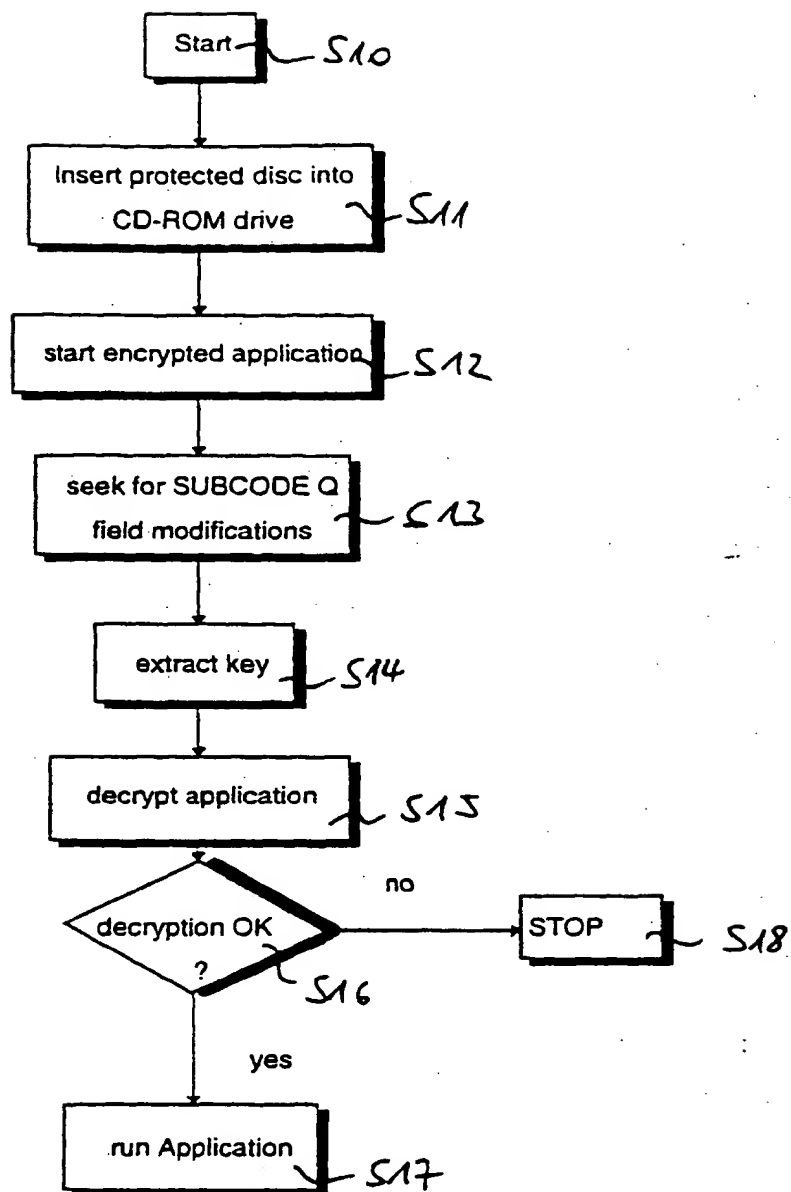 Start S10
Insert protected disc into
CD-ROM drive S11
start encrypted application S12
seek for SUBCODE Q
field modifications S13
extract key S14
decrypt application S15
no
decryption OK STOP S18
? S16
yes
run Application S17